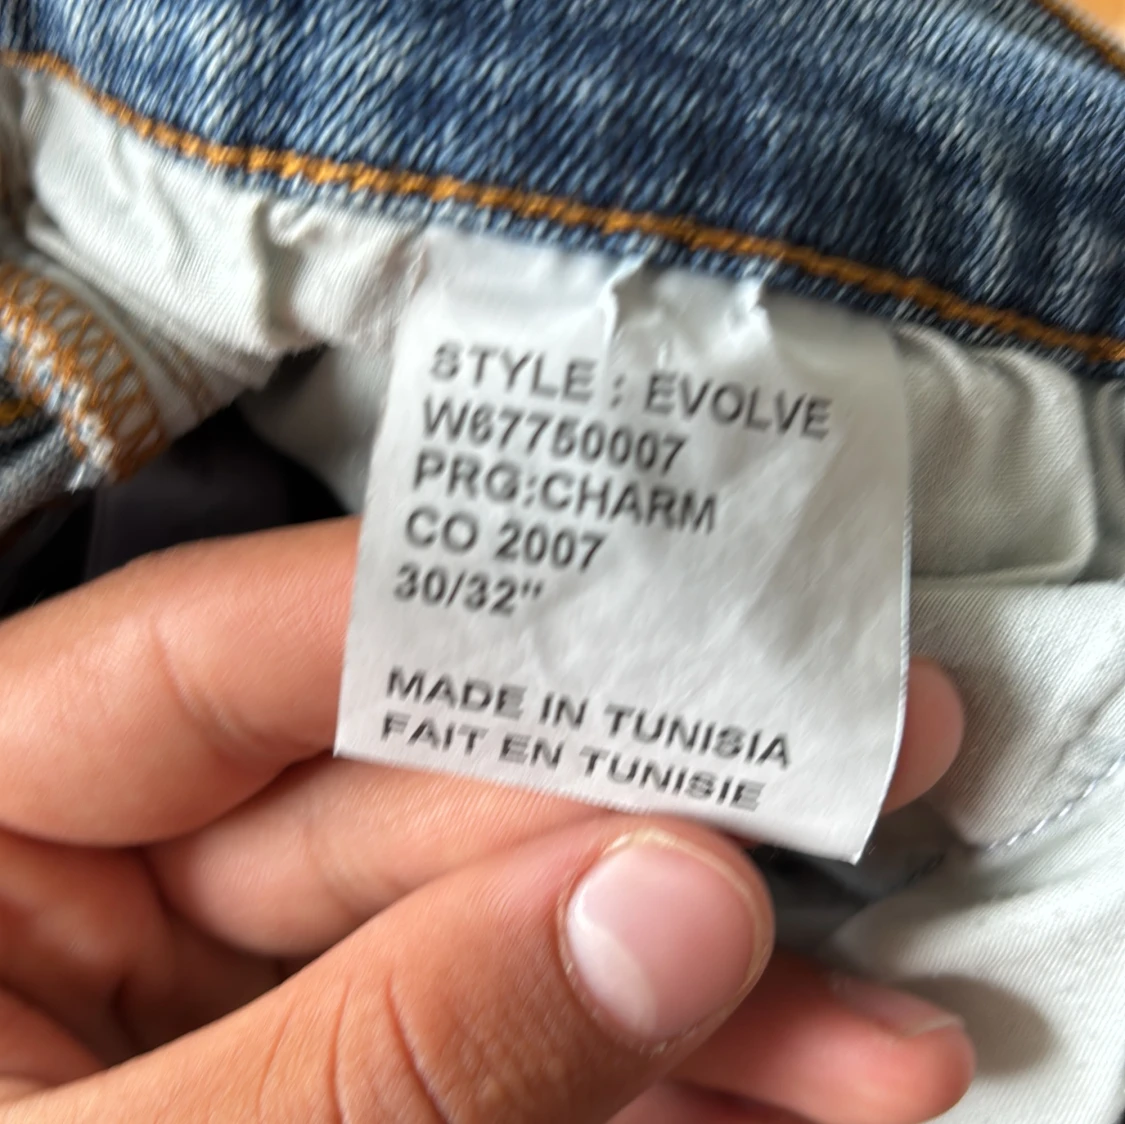 STYLE : EVOLVE
W67750007
PRG:CHARM
CO 2007
30/32"
MADE IN TUNISIA
FAIT EN TUNISIE